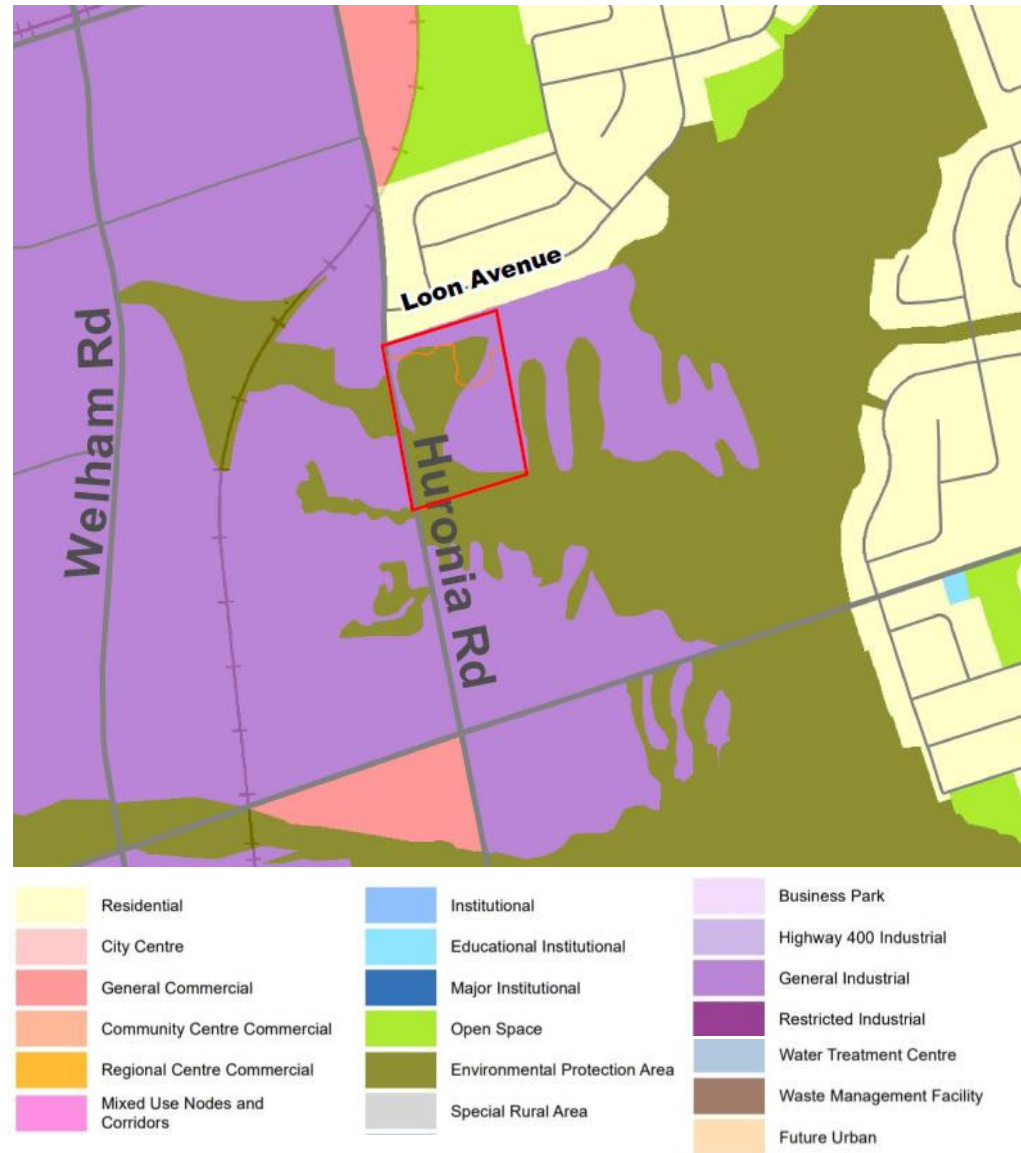 Loon Avenue
Welham Rd
Huronia Rd
Residential
City Centre
General Commercial
Community Centre Commercial
Regional Centre Commercial
Mixed Use Nodes and
Corridors
Institutional
Educational Institutional
Major Institutional
Open Space
Environmental Protection Area
Special Rural Area
Business Park
Highway 400 Industrial
General Industrial
Restricted Industrial
Water Treatment Centre
Waste Management Facility
Future Urban